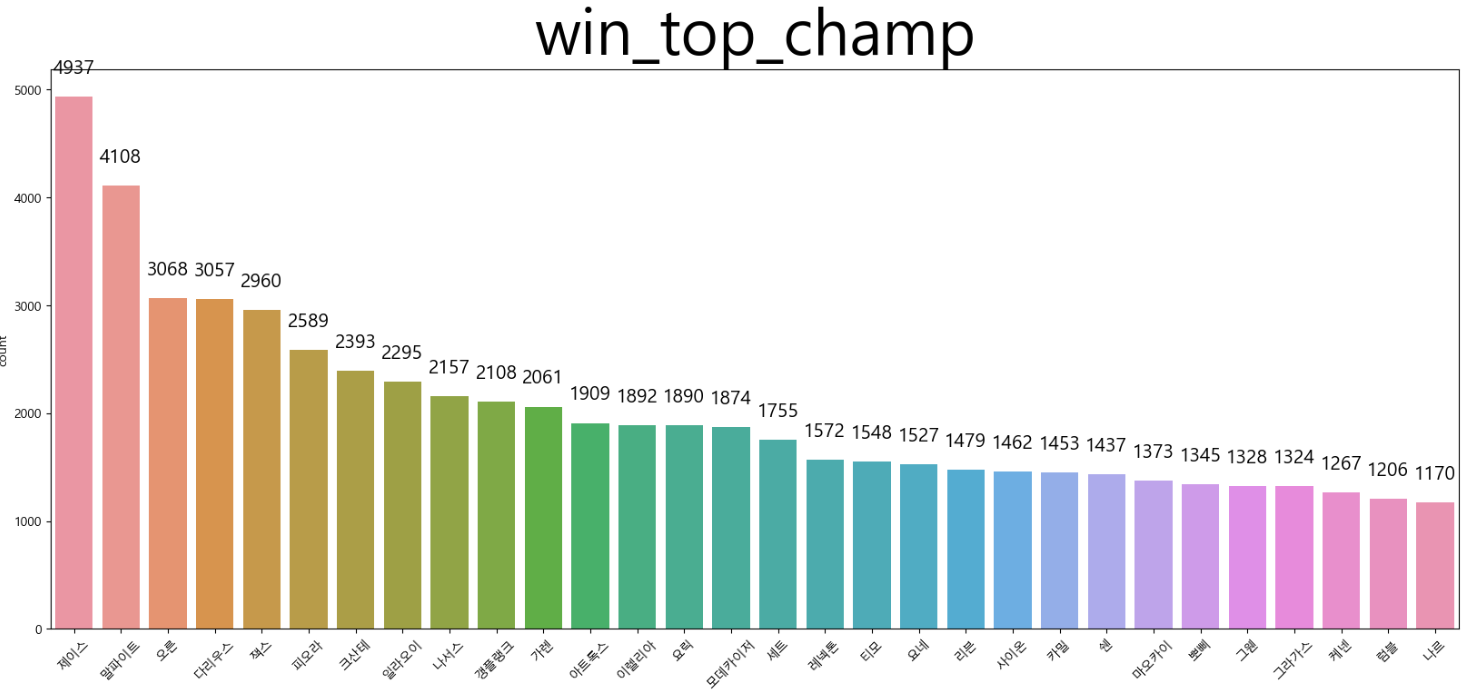 win_top_champ
4937
4108
3068
3057
2960
2589
2393
2295
2157
2108
2061
1909
1892
1890
1874
1755
1572
1548
1527
1479
1462
1453
1437
1373
1345
1328
1324
1267
1206
1170
5000
4000
3000
2000
1000
0
count
제이스
말파이트
오른
다리우스
잭스
피오라
크산테
일라오이
나서스
갱플랭크
가렌
아트록스
이렐리아
요릭
모데카이저
세트
레넥톤
티모
요네
리븐
사이온
카밀
쉔
마오카이
뽀삐
그웬
그라가스
케넨
럼블
나르